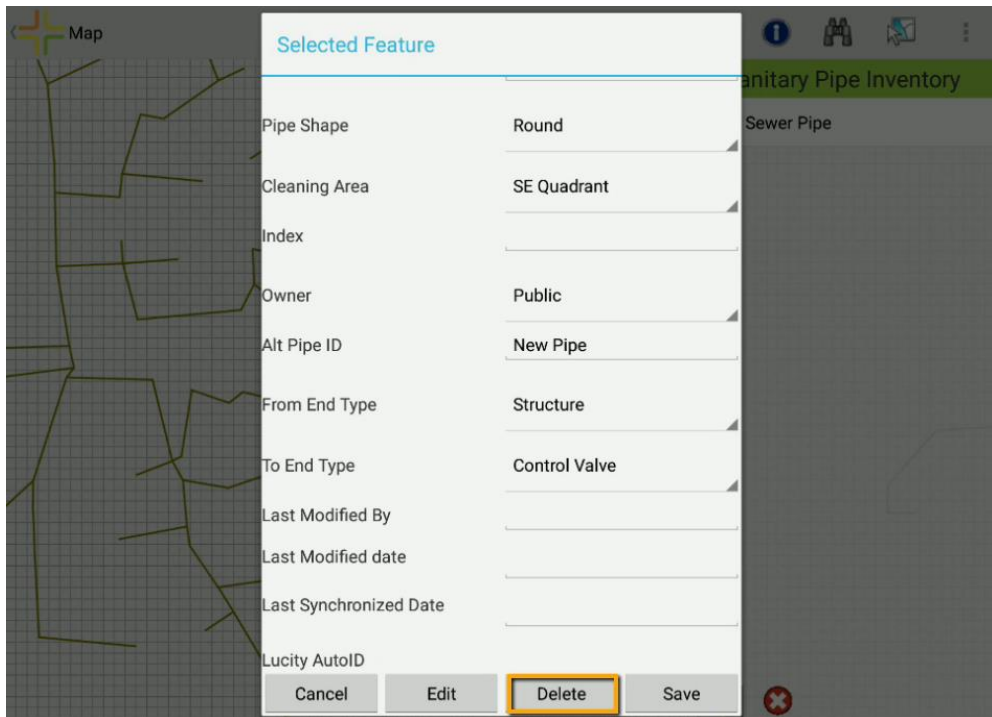 Map
Selected Feature
anitary Pipe Inventory
Sewer Pipe
Pipe Shape Round
Cleaning Area SE Quadrant
Index
Owner Public
Alt Pipe ID New Pipe
From End Type Structure
To End Type Control Valve
Last Modified By
Last Modified date
Last Synchronized Date
Lucity AutoID
Cancel Edit Delete Save